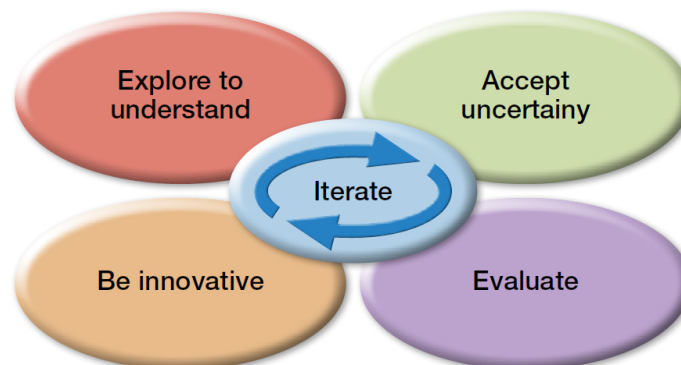 Explore to
understand
Accept
uncertainy
Iterate
Be innovative
Evaluate